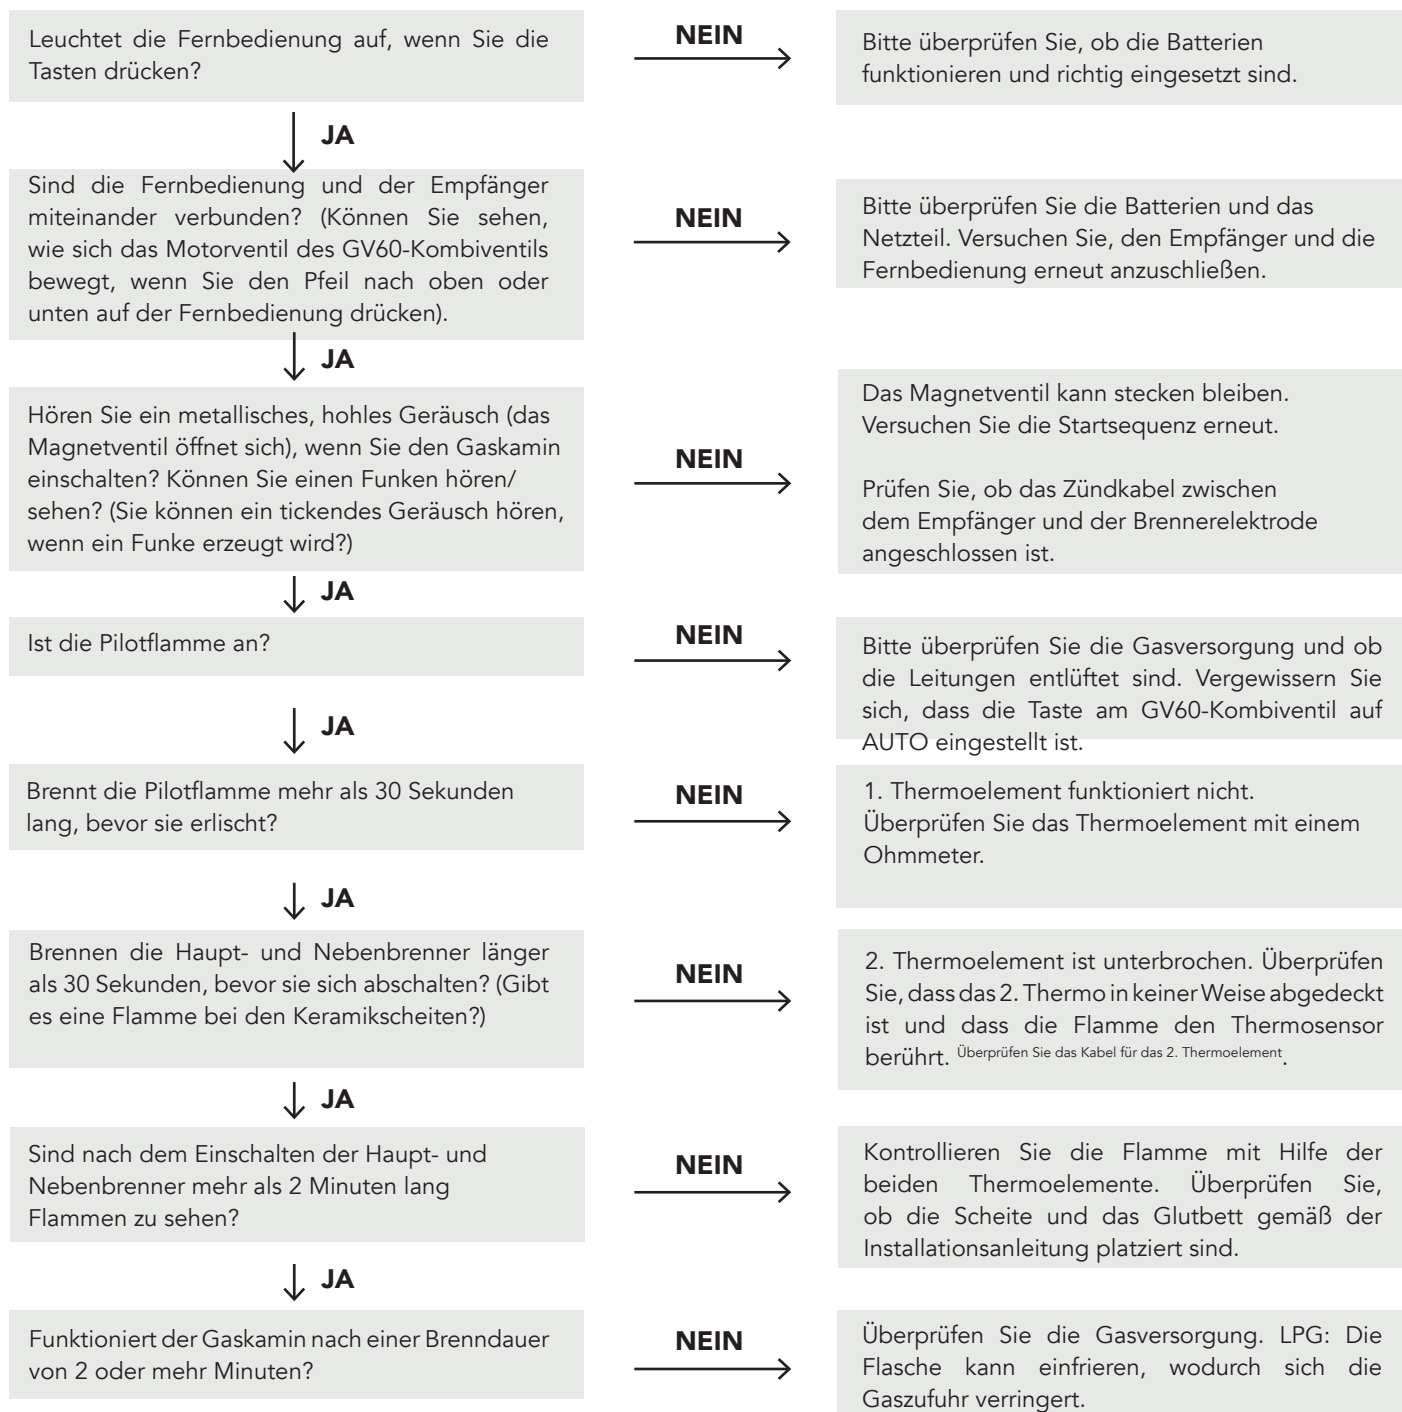 Leuchtet die Fernbedienung auf, wenn Sie die
Tasten drücken?
NEIN
Bitte überprüfen Sie, ob die Batterien
funktionieren und richtig eingesetzt sind.
JA
Sind die Fernbedienung und der Empfänger
miteinander verbunden? (Können Sie sehen,
wie sich das Motorventil des GV60-Kombiventils
bewegt, wenn Sie den Pfeil nach oben oder
unten auf der Fernbedienung drücken).
NEIN
Bitte überprüfen Sie die Batterien und das
Netzteil. Versuchen Sie, den Empfänger und die
Fernbedienung erneut anzuschließen.
JA
Hören Sie ein metallisches, hohles Geräusch (das
Magnetventil öffnet sich), wenn Sie den Gaskamin
einschalten? Können Sie einen Funken hören/
sehen? (Sie können ein tickendes Geräusch hören,
wenn ein Funke erzeugt wird?)
NEIN
Das Magnetventil kann stecken bleiben.
Versuchen Sie die Startsequenz erneut.
Prüfen Sie, ob das Zündkabel zwischen
dem Empfänger und der Brennerelektrode
angeschlossen ist.
JA
Ist die Pilotflamme an?
NEIN
Bitte überprüfen Sie die Gasversorgung und ob
die Leitungen entlüftet sind. Vergewissern Sie
sich, dass die Taste am GV60-Kombiventil auf
AUTO eingestellt ist.
JA
Brennt die Pilotflamme mehr als 30 Sekunden
lang, bevor sie erlischt?
NEIN
1. Thermoelement funktioniert nicht.
Überprüfen Sie das Thermoelement mit einem
Ohmmeter.
JA
Brennen die Haupt- und Nebenbrenner länger
als 30 Sekunden, bevor sie sich abschalten? (Gibt
es eine Flamme bei den Keramikscheiten?)
NEIN
2. Thermoelement ist unterbrochen. Überprüfen
Sie, dass das 2. Thermo in keiner Weise abgedeckt
ist und dass die Flamme den Thermosensor
berührt. Überprüfen Sie das Kabel für das 2. Thermoelement.
JA
Sind nach dem Einschalten der Haupt- und
Nebenbrenner mehr als 2 Minuten lang
Flammen zu sehen?
NEIN
Kontrollieren Sie die Flamme mit Hilfe der
beiden Thermoelemente. Überprüfen Sie,
ob die Scheite und das Glutbett gemäß der
Installationsanleitung platziert sind.
JA
Funktioniert der Gaskamin nach einer Brenndauer
von 2 oder mehr Minuten?
NEIN
Überprüfen Sie die Gasversorgung. LPG: Die
Flasche kann einfrieren, wodurch sich die
Gaszufuhr verringert.